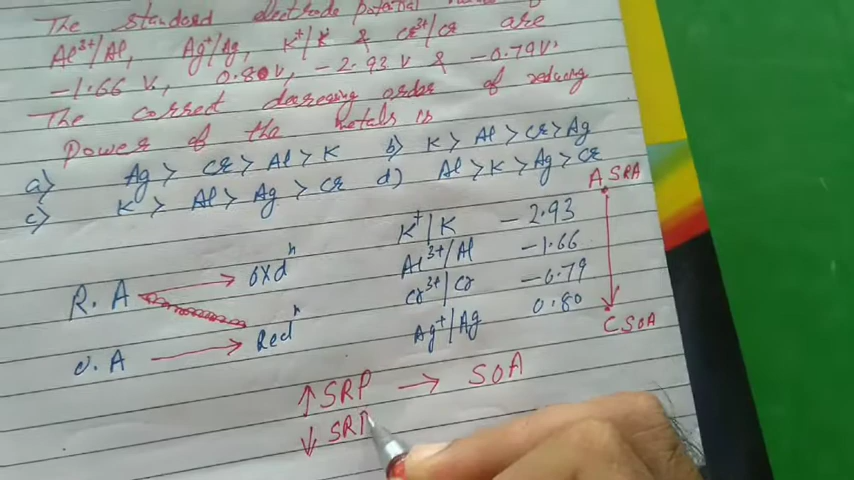 The standard electrode potential
Al³⁺/Al, Ag⁺/Ag, K⁺/K & Cr³⁺/Cr are
-1.66 V, 0.80 V, -2.93 V & -0.79 V.
The correct decreasing order of reducing
Power of the metals is
a) Ag > Cr > Al > K b) K > Al > Cr > Ag
c) K > Al > Ag > Cr d) Al > K > Ag > Cr
A SRA
K⁺/K -2.93
Al³⁺/Al -1.66
Cr³⁺/Cr -0.79
Ag⁺/Ag 0.80
C SOA
R.A → oxdⁿ
O.A → Redⁿ
↑ SRP → SOA
↓ SRP